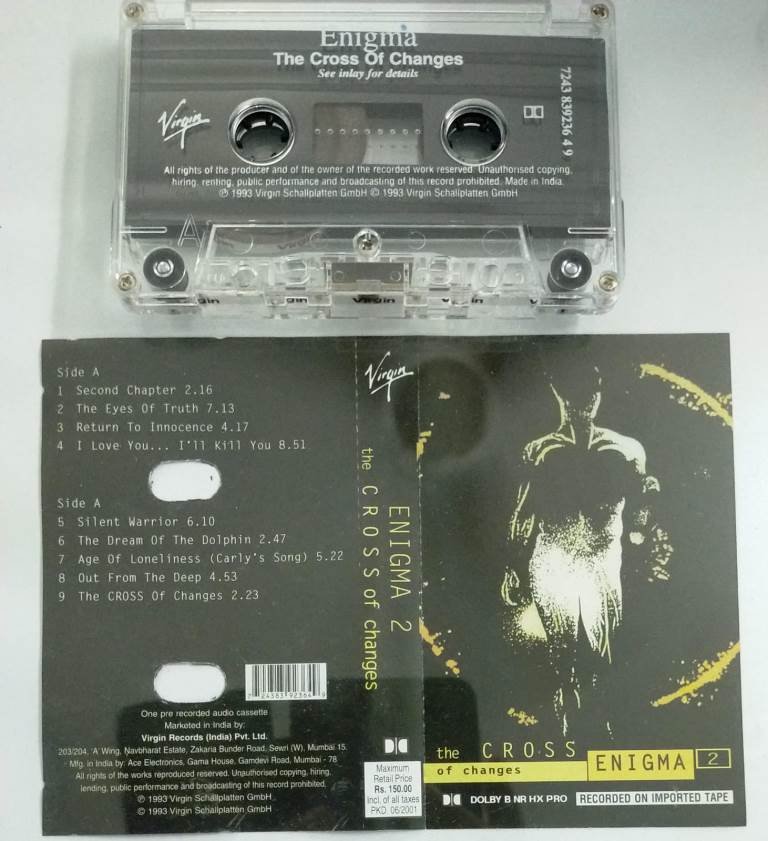 Enigma
The Cross Of Changes
See inlay for details
Virgin
7243 839236 4 9
All rights of the producer and of the owner of the recorded work reserved. Unauthorised copying,
hiring, renting, public performance and broadcasting of this record prohibited. Made in India.
℗ 1993 Virgin Schallplatten GmbH © 1993 Virgin Schallplatten GmbH
A
Virgin
Side A
1 Second Chapter 2.16
2 The Eyes Of Truth 7.13
3 Return To Innocence 4.17
4 I Love You... I'll Kill You 8.51
Side A
5 Silent Warrior 6.10
6 The Dream Of The Dolphin 2.47
7 Age Of Loneliness (Carly's Song) 5.22
8 Out From The Deep 4.53
9 The CROSS Of Changes 2.23
7 24383 92364 9
One pre recorded audio cassette
Marketed in India by:
Virgin Records (India) Pvt. Ltd.
203/204, 'A' Wing, Navbharat Estate, Zakaria Bunder Road, Sewri (W), Mumbai 15.
Mfg. in India by: Ace Electronics, Gama House, Gamdevi Road, Mumbai - 78
All rights of the works reproduced reserved. Unauthorised copying, hiring,
lending, public performance and broadcasting of this record prohibited.
℗ 1993 Virgin Schallplatten GmbH
© 1993 Virgin Schallplatten GmbH
Virgin
ENIGMA 2
the CROSS of changes
Maximum
Retail Price
Rs. 150.00
Incl. of all taxes
PKD. 06/2001
the CROSS
of changes
ENIGMA 2
DOLBY B NR HX PRO
RECORDED ON IMPORTED TAPE